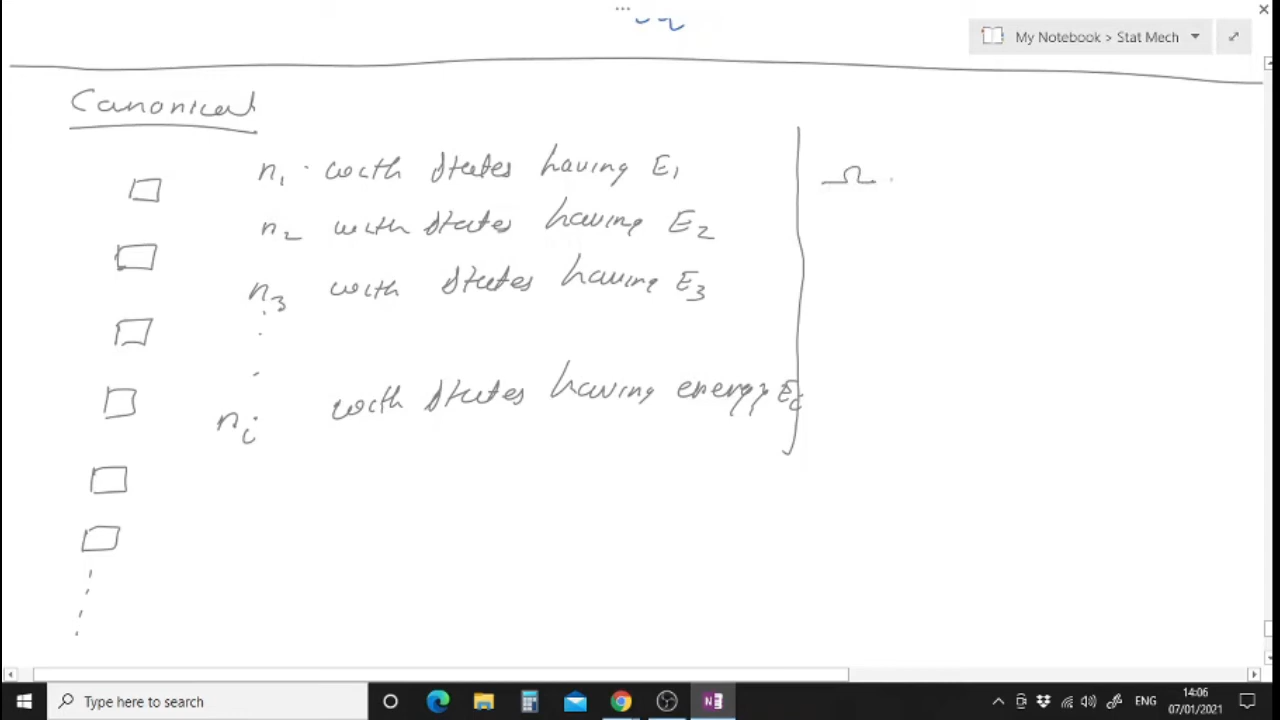 My Notebook > Stat Mech
Canonical
n₁ with states having E₁
Ω
n₂ with states having E₂
n₃ with states having E₃
nᵢ with states having energy Eᵢ
Type here to search
ENG
14:06
07/01/2021